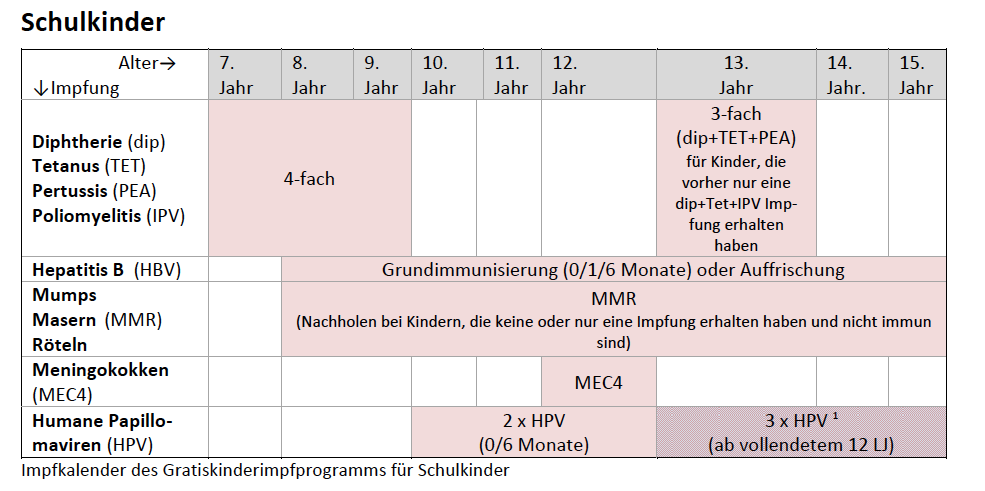 Schulkinder
Alter→
↓Impfung
7.
Jahr
8.
Jahr
9.
Jahr
10.
Jahr
11.
Jahr
12.
Jahr
13.
Jahr
14.
Jahr.
15.
Jahr
Diphtherie (dip)
Tetanus (TET)
Pertussis (PEA)
Poliomyelitis (IPV)
4-fach
3-fach
(dip+TET+PEA)
für Kinder, die
vorher nur eine
dip+Tet+IPV Imp-
fung erhalten
haben
Hepatitis B (HBV)
Grundimmunisierung (0/1/6 Monate) oder Auffrischung
Mumps
Masern (MMR)
Röteln
MMR
(Nachholen bei Kindern, die keine oder nur eine Impfung erhalten haben und nicht immun
sind)
Meningokokken
(MEC4)
MEC4
Humane Papillo-
maviren (HPV)
2 x HPV
(0/6 Monate)
3 x HPV ¹
(ab vollendetem 12 LJ)
Impfkalender des Gratiskinderimpfprogramms für Schulkinder